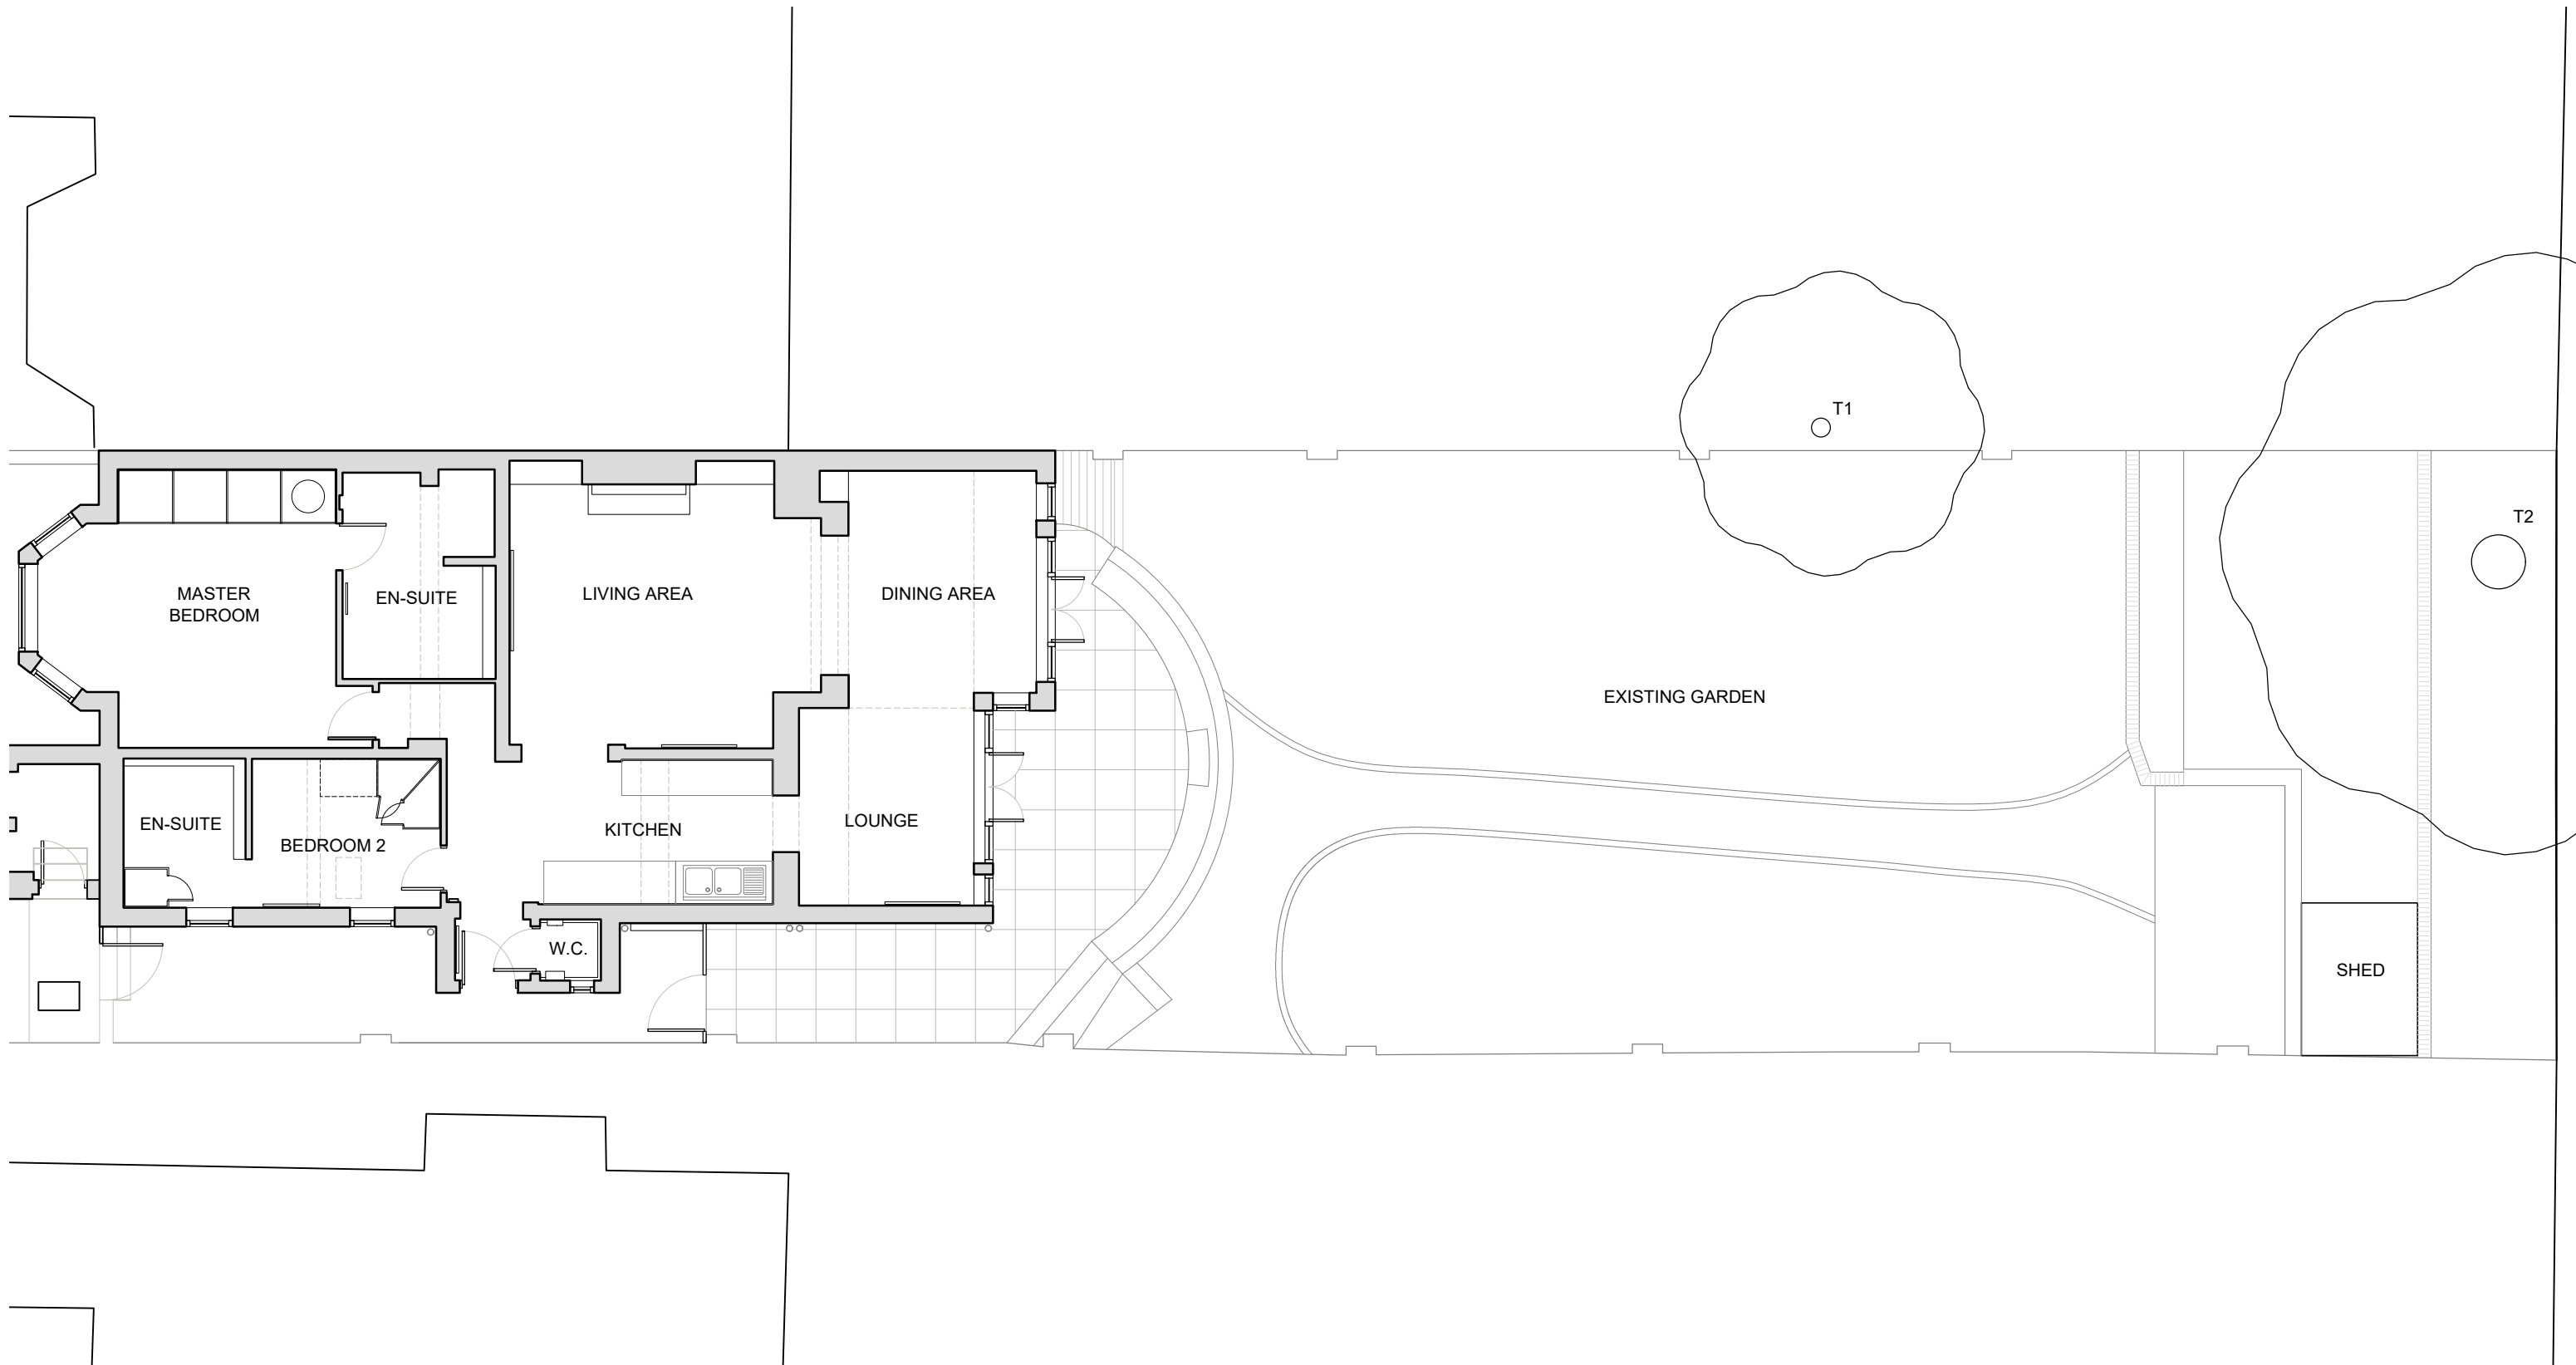 T1
T2
MASTER
BEDROOM
EN-SUITE
LIVING AREA
DINING AREA
EXISTING GARDEN
EN-SUITE
BEDROOM 2
KITCHEN
LOUNGE
W.C.
SHED